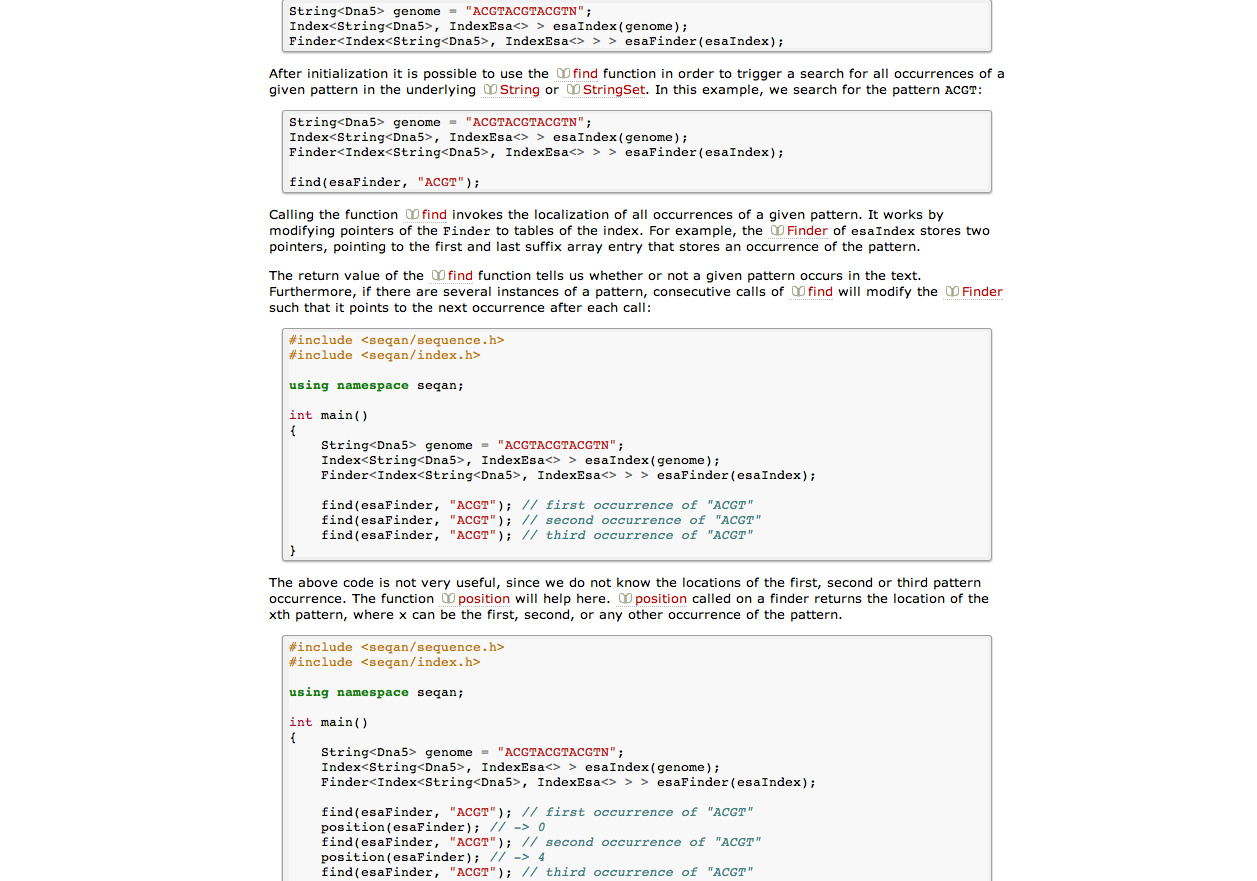 String<Dna5> genome = "ACGTACGTACGTN";
Index<String<Dna5>, IndexEsa<> > esaIndex(genome);
Finder<Index<String<Dna5>, IndexEsa<> > > esaFinder(esaIndex);
After initialization it is possible to use the find function in order to trigger a search for all occurrences of a
given pattern in the underlying String or StringSet. In this example, we search for the pattern ACGT:
String<Dna5> genome = "ACGTACGTACGTN";
Index<String<Dna5>, IndexEsa<> > esaIndex(genome);
Finder<Index<String<Dna5>, IndexEsa<> > > esaFinder(esaIndex);
find(esaFinder, "ACGT");
Calling the function find invokes the localization of all occurrences of a given pattern. It works by
modifying pointers of the Finder to tables of the index. For example, the Finder of esaIndex stores two
pointers, pointing to the first and last suffix array entry that stores an occurrence of the pattern.
The return value of the find function tells us whether or not a given pattern occurs in the text.
Furthermore, if there are several instances of a pattern, consecutive calls of find will modify the Finder
such that it points to the next occurrence after each call:
#include <seqan/sequence.h>
#include <seqan/index.h>
using namespace seqan;
int main()
{
    String<Dna5> genome = "ACGTACGTACGTN";
    Index<String<Dna5>, IndexEsa<> > esaIndex(genome);
    Finder<Index<String<Dna5>, IndexEsa<> > > esaFinder(esaIndex);
    find(esaFinder, "ACGT"); // first occurrence of "ACGT"
    find(esaFinder, "ACGT"); // second occurrence of "ACGT"
    find(esaFinder, "ACGT"); // third occurrence of "ACGT"
}
The above code is not very useful, since we do not know the locations of the first, second or third pattern
occurrence. The function position will help here. position called on a finder returns the location of the
xth pattern, where x can be the first, second, or any other occurrence of the pattern.
#include <seqan/sequence.h>
#include <seqan/index.h>
using namespace seqan;
int main()
{
    String<Dna5> genome = "ACGTACGTACGTN";
    Index<String<Dna5>, IndexEsa<> > esaIndex(genome);
    Finder<Index<String<Dna5>, IndexEsa<> > > esaFinder(esaIndex);
    find(esaFinder, "ACGT"); // first occurrence of "ACGT"
    position(esaFinder); // -> 0
    find(esaFinder, "ACGT"); // second occurrence of "ACGT"
    position(esaFinder); // -> 4
    find(esaFinder, "ACGT"); // third occurrence of "ACGT"